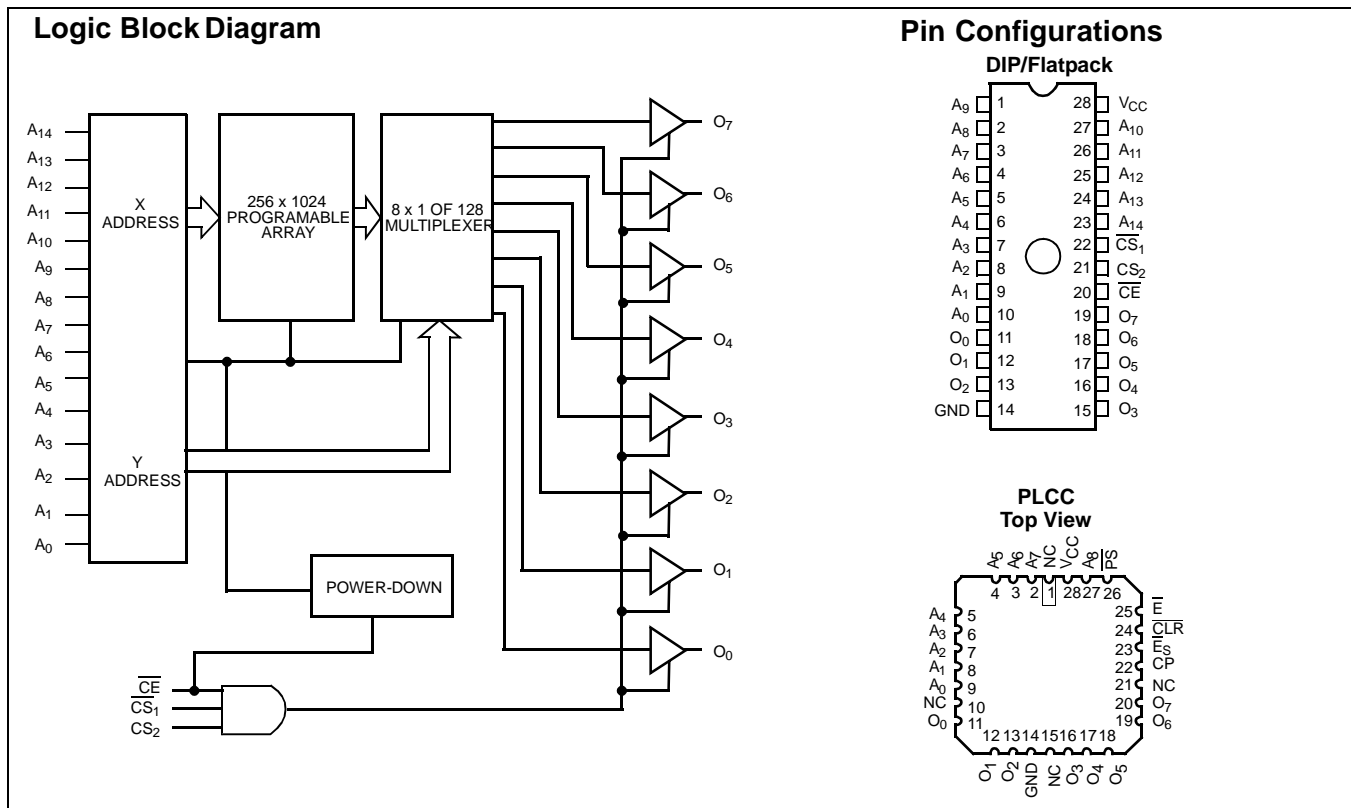 Logic Block Diagram
A14
A13
A12
A11
A10
A9
A8
A7
A6
A5
A4
A3
A2
A1
A0
X
ADDRESS
Y
ADDRESS
256 x 1024
PROGRAMABLE
ARRAY
8 x 1 OF 128
MULTIPLEXER
POWER-DOWN
CE
CS1
CS2
O7
O6
O5
O4
O3
O2
O1
O0
Pin Configurations
DIP/Flatpack
A9 1 28 VCC
A8 2 27 A10
A7 3 26 A11
A6 4 25 A12
A5 5 24 A13
A4 6 23 A14
A3 7 22 CS1
A2 8 21 CS2
A1 9 20 CE
A0 10 19 O7
O0 11 18 O6
O1 12 17 O5
O2 13 16 O4
GND 14 15 O3
PLCC
Top View
A5 A6 A7 NC VCC A8 PS
4 3 2 1 28 27 26
A4 5 25 E
A3 6 24 CLR
A2 7 23 ES
A1 8 22 CP
A0 9 21 NC
NC 10 20 O7
O0 11 19 O6
12 13 14 15 16 17 18
O1 O2 GND NC O3 O4 O5